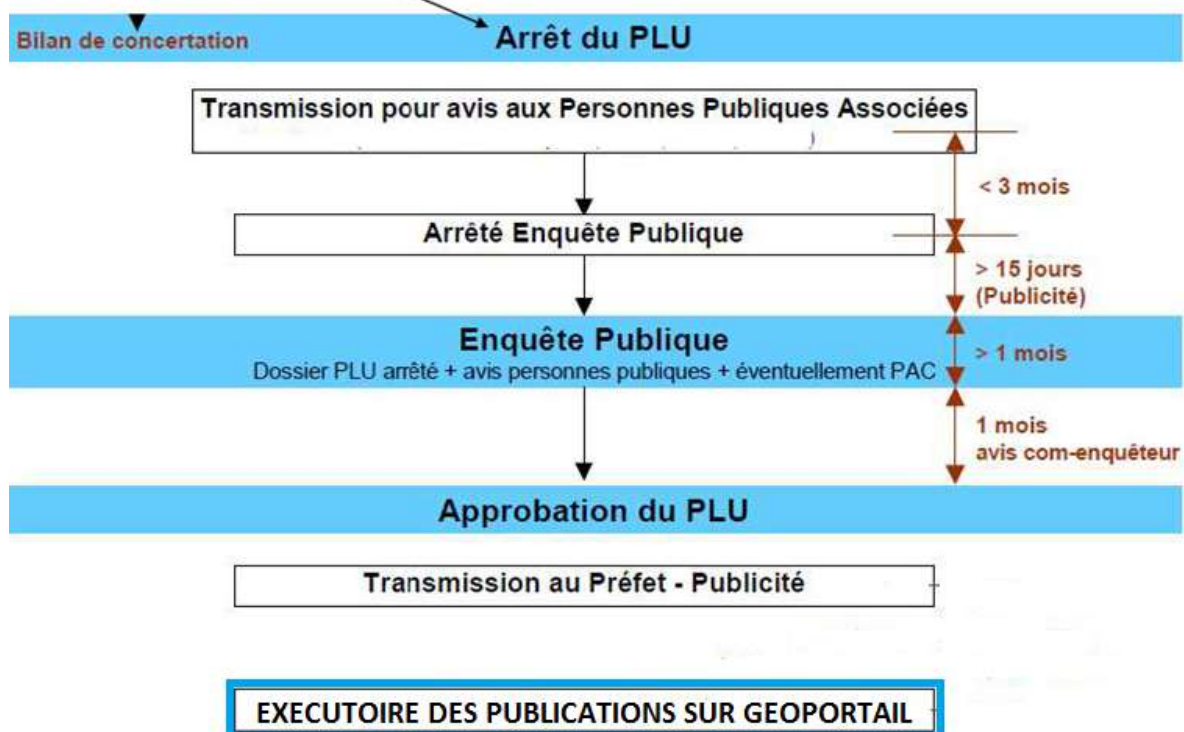 Bilan de concertation
Arrêt du PLU
Transmission pour avis aux Personnes Publiques Associées
)
< 3 mois
Arrêté Enquête Publique
> 15 jours
(Publicité)
Enquête Publique
Dossier PLU arrêté + avis personnes publiques + éventuellement PAC
> 1 mois
1 mois
avis com-enquêteur
Approbation du PLU
Transmission au Préfet - Publicité
EXECUTOIRE DES PUBLICATIONS SUR GEOPORTAIL